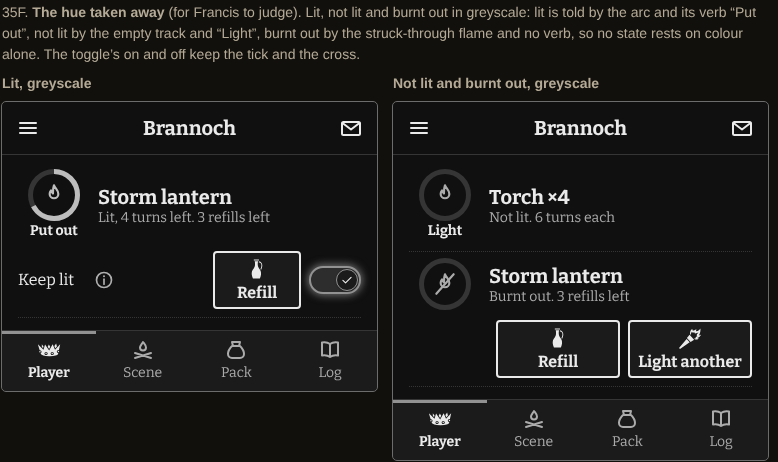 35F. The hue taken away (for Francis to judge). Lit, not lit and burnt out in greyscale: lit is told by the arc and its verb “Put
out”, not lit by the empty track and “Light”, burnt out by the struck-through flame and no verb, so no state rests on colour
alone. The toggle’s on and off keep the tick and the cross.
Lit, greyscale
Brannoch
Storm lantern
Lit, 4 turns left. 3 refills left
Put out
Keep lit
Refill
Player
Scene
Pack
Log
Not lit and burnt out, greyscale
Brannoch
Torch ×4
Not lit. 6 turns each
Light
Storm lantern
Burnt out. 3 refills left
Refill
Light another
Player
Scene
Pack
Log